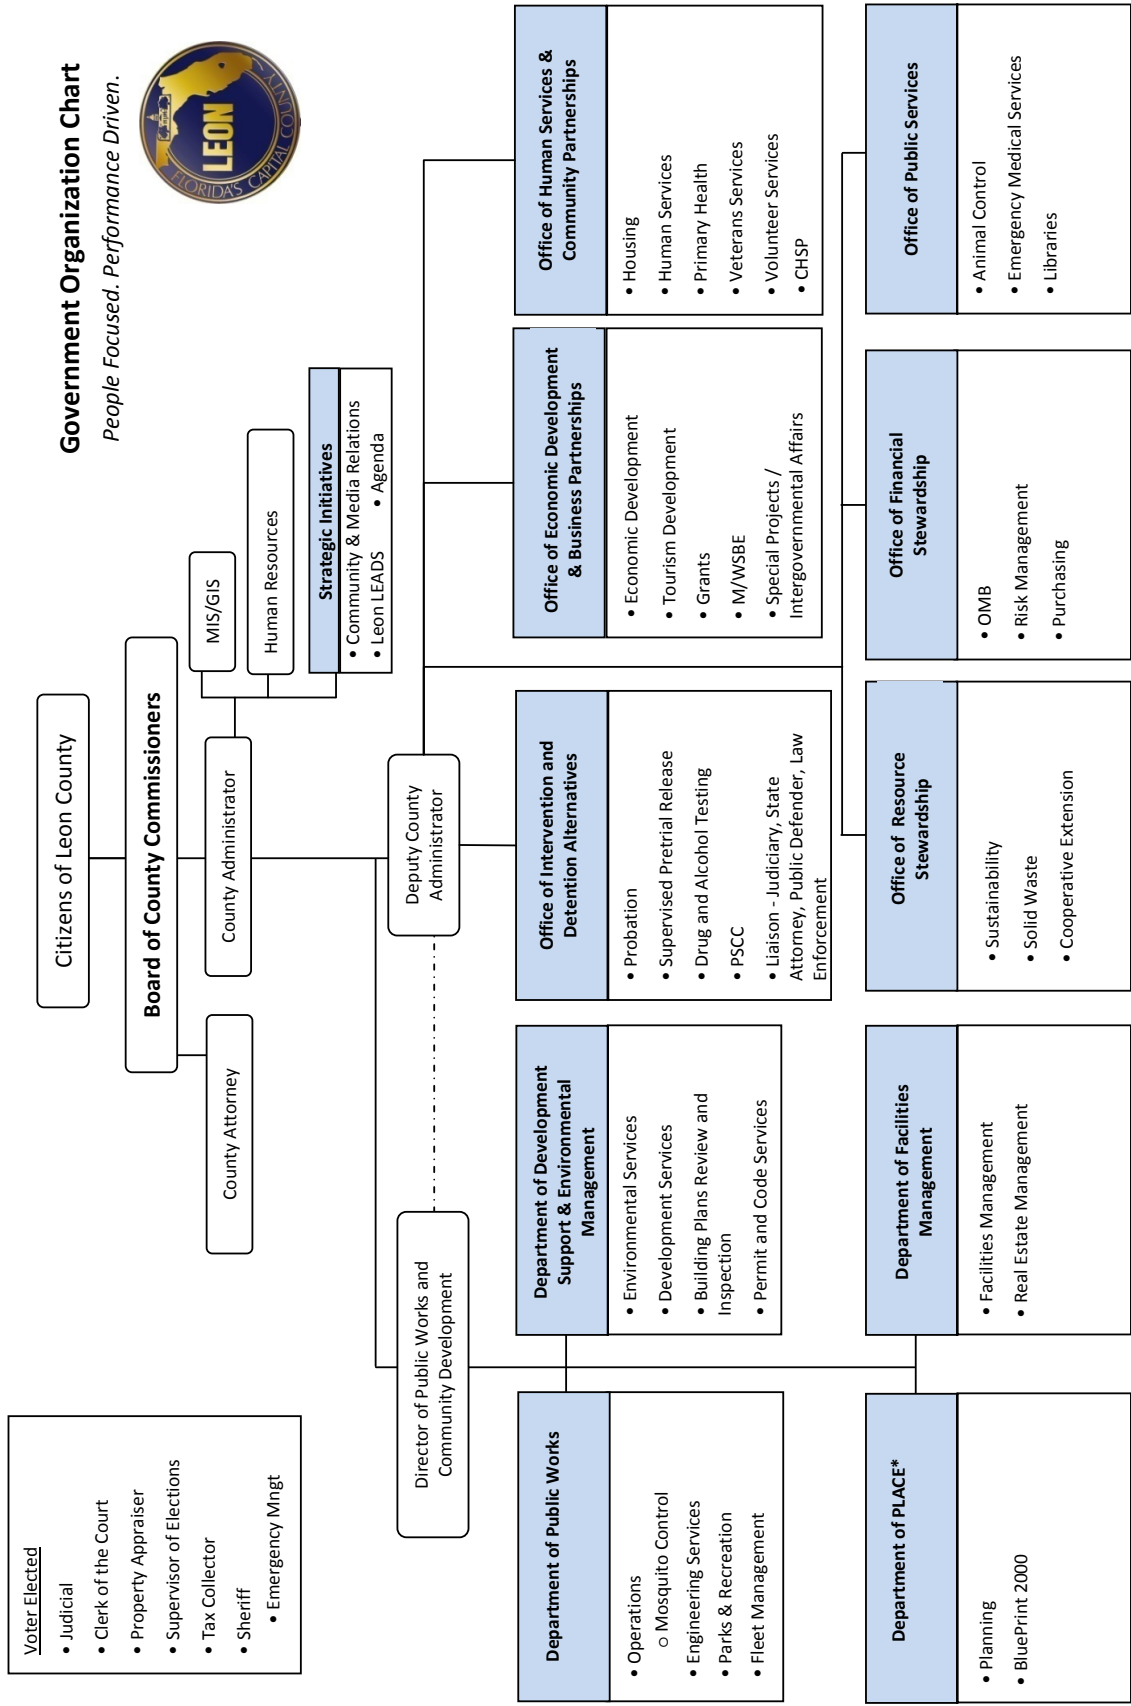 Government Organization Chart
People Focused. Performance Driven.
LEON
FLORIDA'S CAPITAL COUNTY
Voter Elected
• Judicial
• Clerk of the Court
• Property Appraiser
• Supervisor of Elections
• Tax Collector
• Sheriff
• Emergency Mngt
Citizens of Leon County
Board of County Commissioners
County Attorney
County Administrator
MIS/GIS
Human Resources
Strategic Initiatives
• Community & Media Relations
• Leon LEADS • Agenda
Director of Public Works and
Community Development
Deputy County
Administrator
Department of Public Works
• Operations
o Mosquito Control
• Engineering Services
• Parks & Recreation
• Fleet Management
Department of Development
Support & Environmental
Management
• Environmental Services
• Development Services
• Building Plans Review and
Inspection
• Permit and Code Services
Office of Intervention and
Detention Alternatives
• Probation
• Supervised Pretrial Release
• Drug and Alcohol Testing
• PSCC
• Liaison - Judiciary, State
Attorney, Public Defender, Law
Enforcement
Office of Economic Development
& Business Partnerships
• Economic Development
• Tourism Development
• Grants
• M/WSBE
• Special Projects /
Intergovernmental Affairs
Office of Human Services &
Community Partnerships
• Housing
• Human Services
• Primary Health
• Veterans Services
• Volunteer Services
• CHSP
Department of PLACE*
• Planning
• BluePrint 2000
Department of Facilities
Management
• Facilities Management
• Real Estate Management
Office of Resource
Stewardship
• Sustainability
• Solid Waste
• Cooperative Extension
Office of Financial
Stewardship
• OMB
• Risk Management
• Purchasing
Office of Public Services
• Animal Control
• Emergency Medical Services
• Libraries